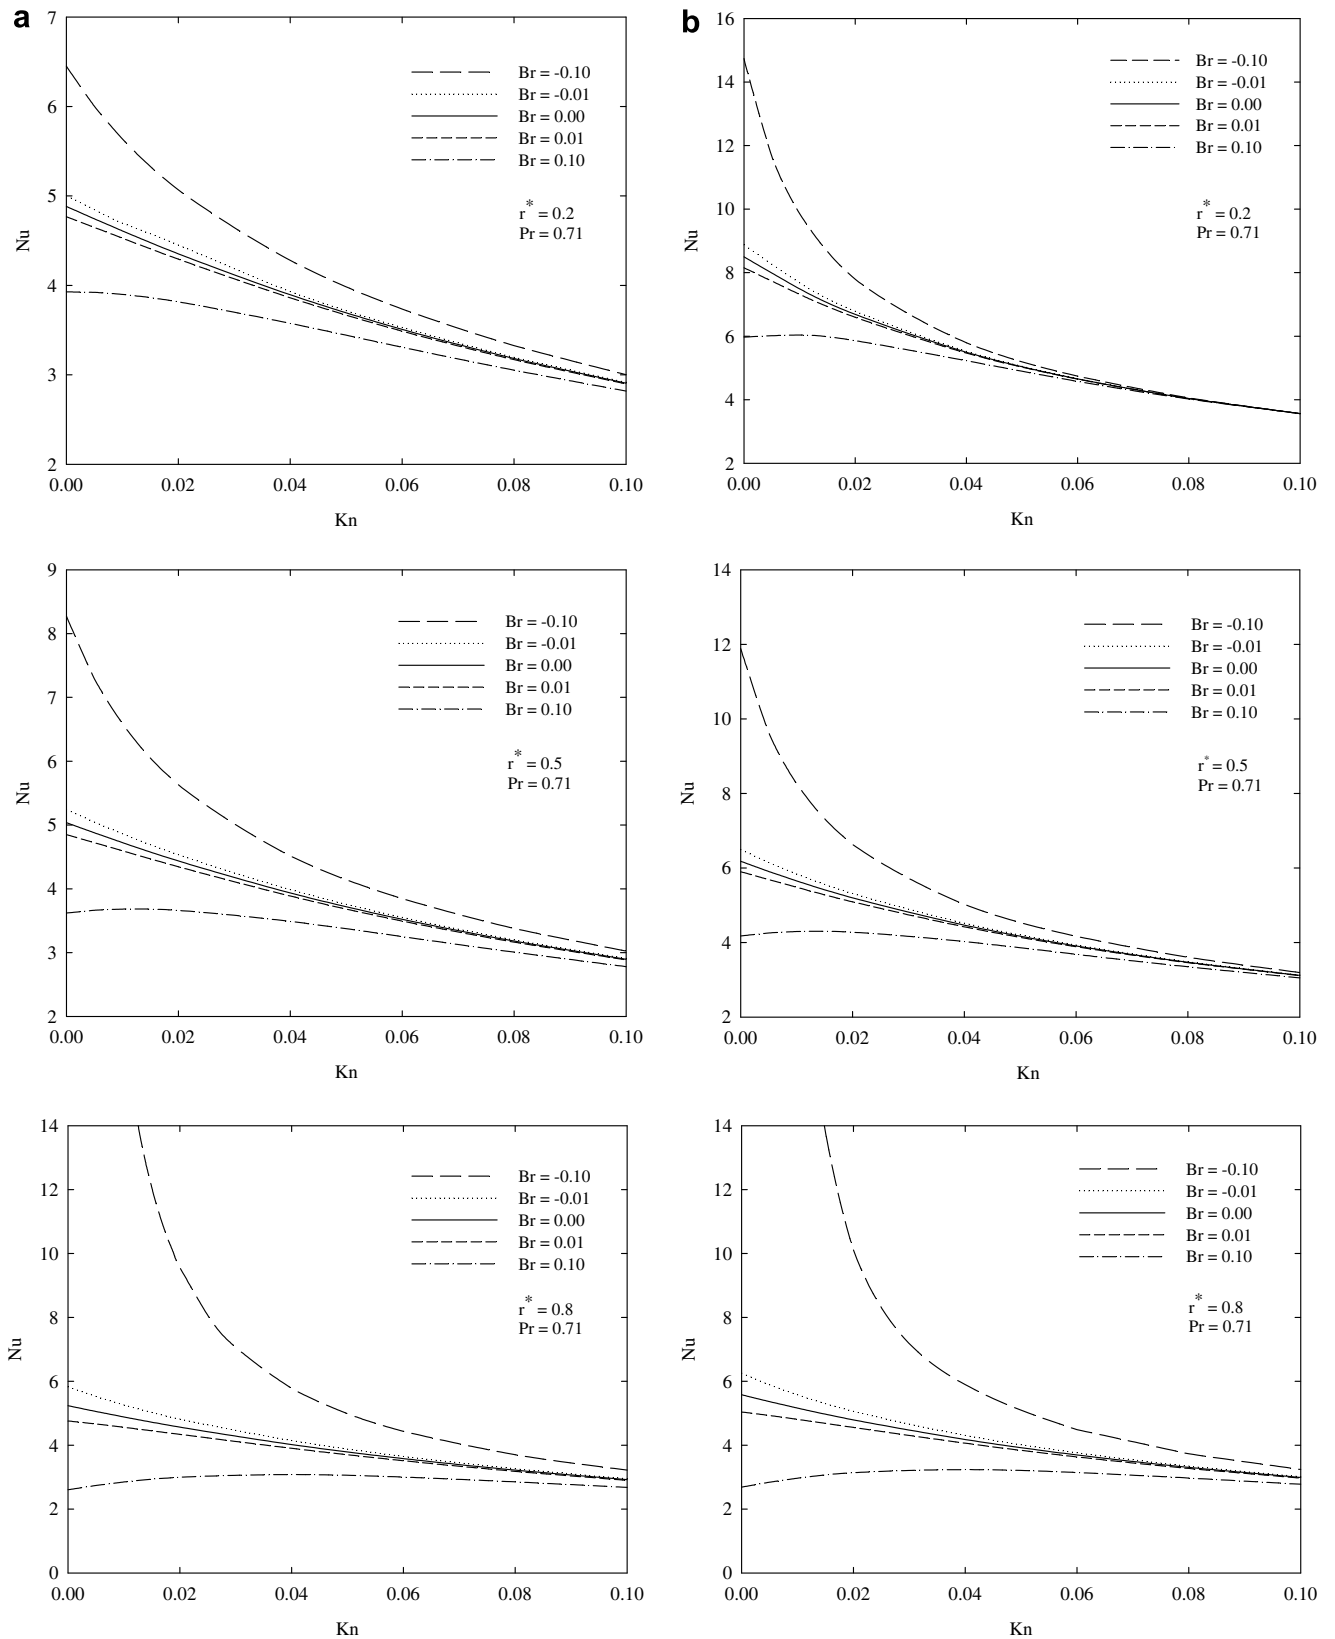 a
7
6
5
4
3
2
Nu
Br = -0.10
Br = -0.01
Br = 0.00
Br = 0.01
Br = 0.10
r* = 0.2
Pr = 0.71
0.00 0.02 0.04 0.06 0.08 0.10
Kn
b
16
14
12
10
8
6
4
2
Nu
Br = -0.10
Br = -0.01
Br = 0.00
Br = 0.01
Br = 0.10
r* = 0.2
Pr = 0.71
0.00 0.02 0.04 0.06 0.08 0.10
Kn
9
8
7
6
5
4
3
2
Nu
Br = -0.10
Br = -0.01
Br = 0.00
Br = 0.01
Br = 0.10
r* = 0.5
Pr = 0.71
0.00 0.02 0.04 0.06 0.08 0.10
Kn
14
12
10
8
6
4
2
Nu
Br = -0.10
Br = -0.01
Br = 0.00
Br = 0.01
Br = 0.10
r* = 0.5
Pr = 0.71
0.00 0.02 0.04 0.06 0.08 0.10
Kn
14
12
10
8
6
4
2
0
Nu
Br = -0.10
Br = -0.01
Br = 0.00
Br = 0.01
Br = 0.10
r* = 0.8
Pr = 0.71
0.00 0.02 0.04 0.06 0.08 0.10
Kn
14
12
10
8
6
4
2
0
Nu
Br = -0.10
Br = -0.01
Br = 0.00
Br = 0.01
Br = 0.10
r* = 0.8
Pr = 0.71
0.00 0.02 0.04 0.06 0.08 0.10
Kn